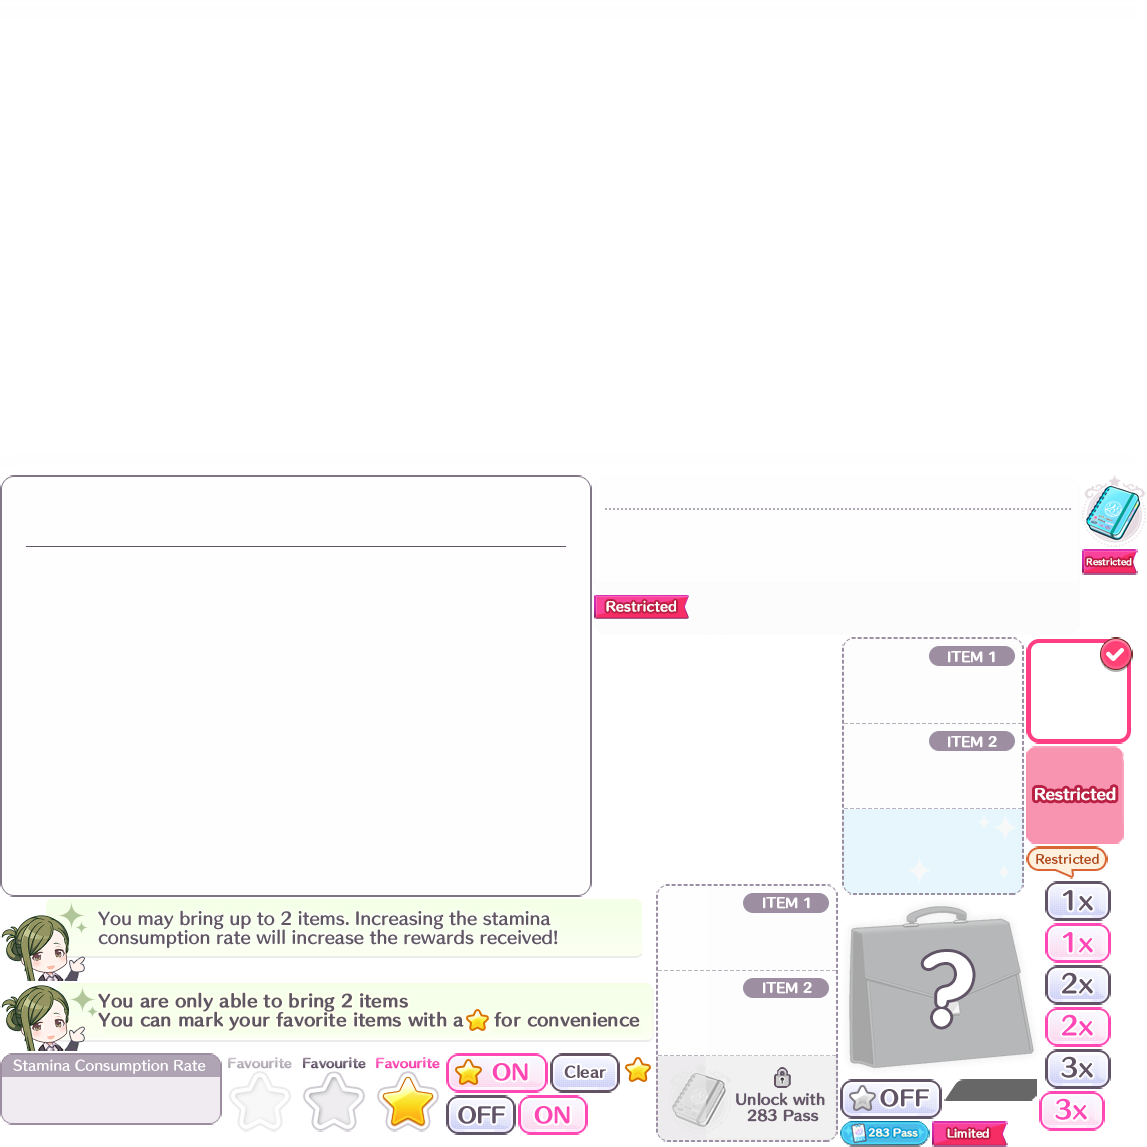 Restricted
Restricted
ITEM 1
ITEM 2
Restricted
Restricted
You may bring up to 2 items. Increasing the stamina
consumption rate will increase the rewards received!
ITEM 1
ITEM 2
Unlock with
283 Pass
You are only able to bring 2 items
You can mark your favorite items with a for convenience
Stamina Consumption Rate
Favourite
Favourite
Favourite
ON
Clear
OFF
ON
?
OFF
283 Pass
Limited
1x
1x
2x
2x
3x
3x